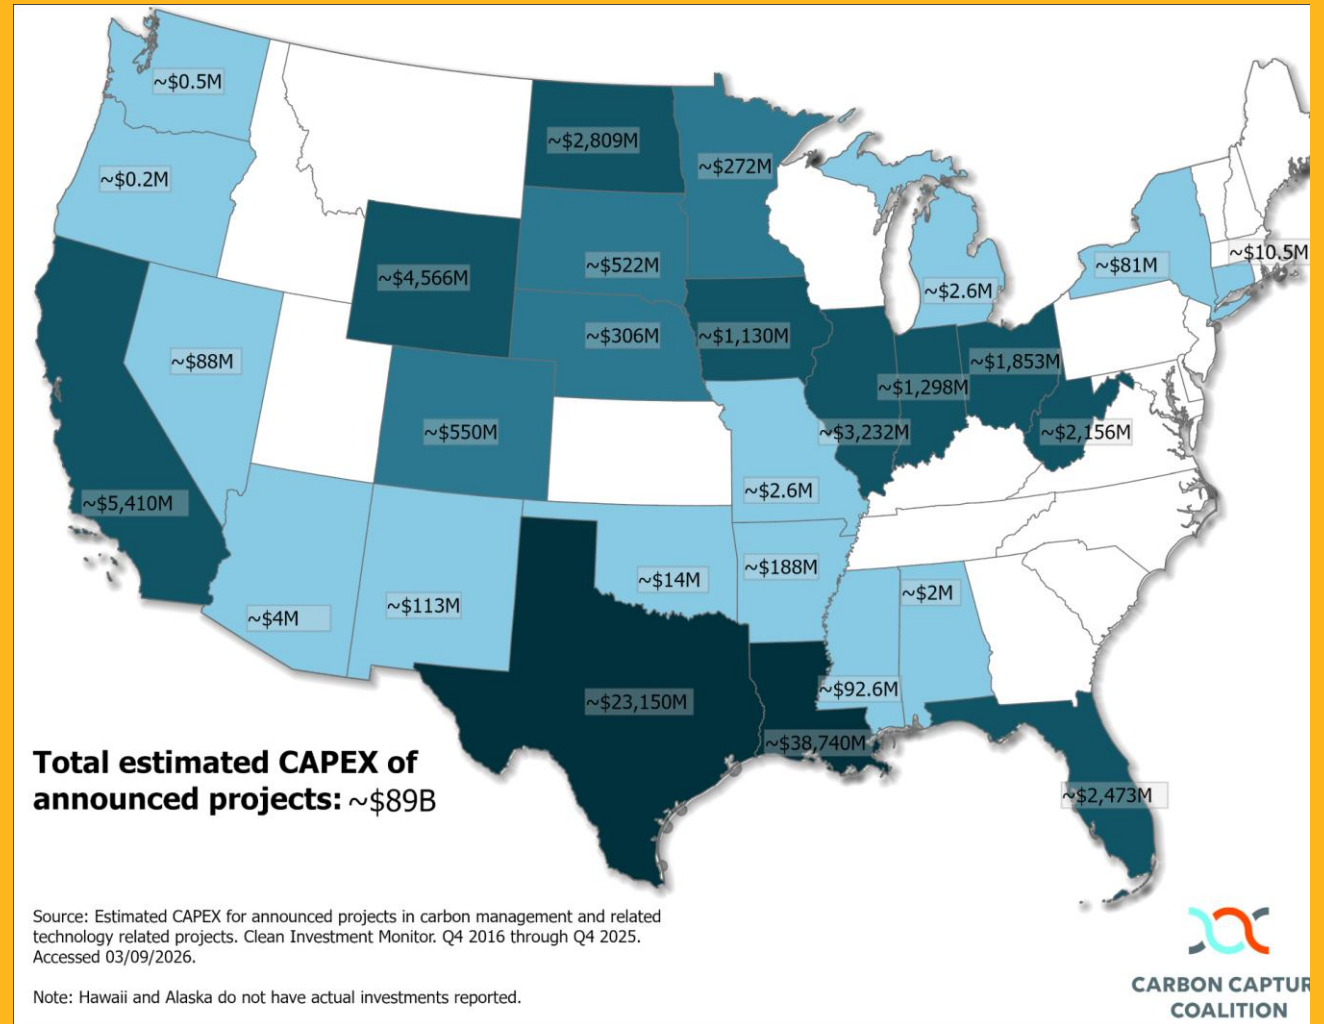 ~$0.5M
~$2,809M
~$272M
~$0.2M
~$10.5M
~$522M
~$81M
~$4,566M
~$2.6M
~$306M
~$1,130M
~$88M
~$1,853M
~$1,298M
~$550M
~$3,232M
~$2,156M
~$2.6M
~$5,410M
~$188M
~$14M
~$2M
~$113M
~$4M
~$92.6M
~$23,150M
~$38,740M
~$2,473M
Total estimated CAPEX of
announced projects: ~$89B
Source: Estimated CAPEX for announced projects in carbon management and related
technology related projects. Clean Investment Monitor. Q4 2016 through Q4 2025.
Accessed 03/09/2026.
Note: Hawaii and Alaska do not have actual investments reported.
CARBON CAPTUR
COALITION